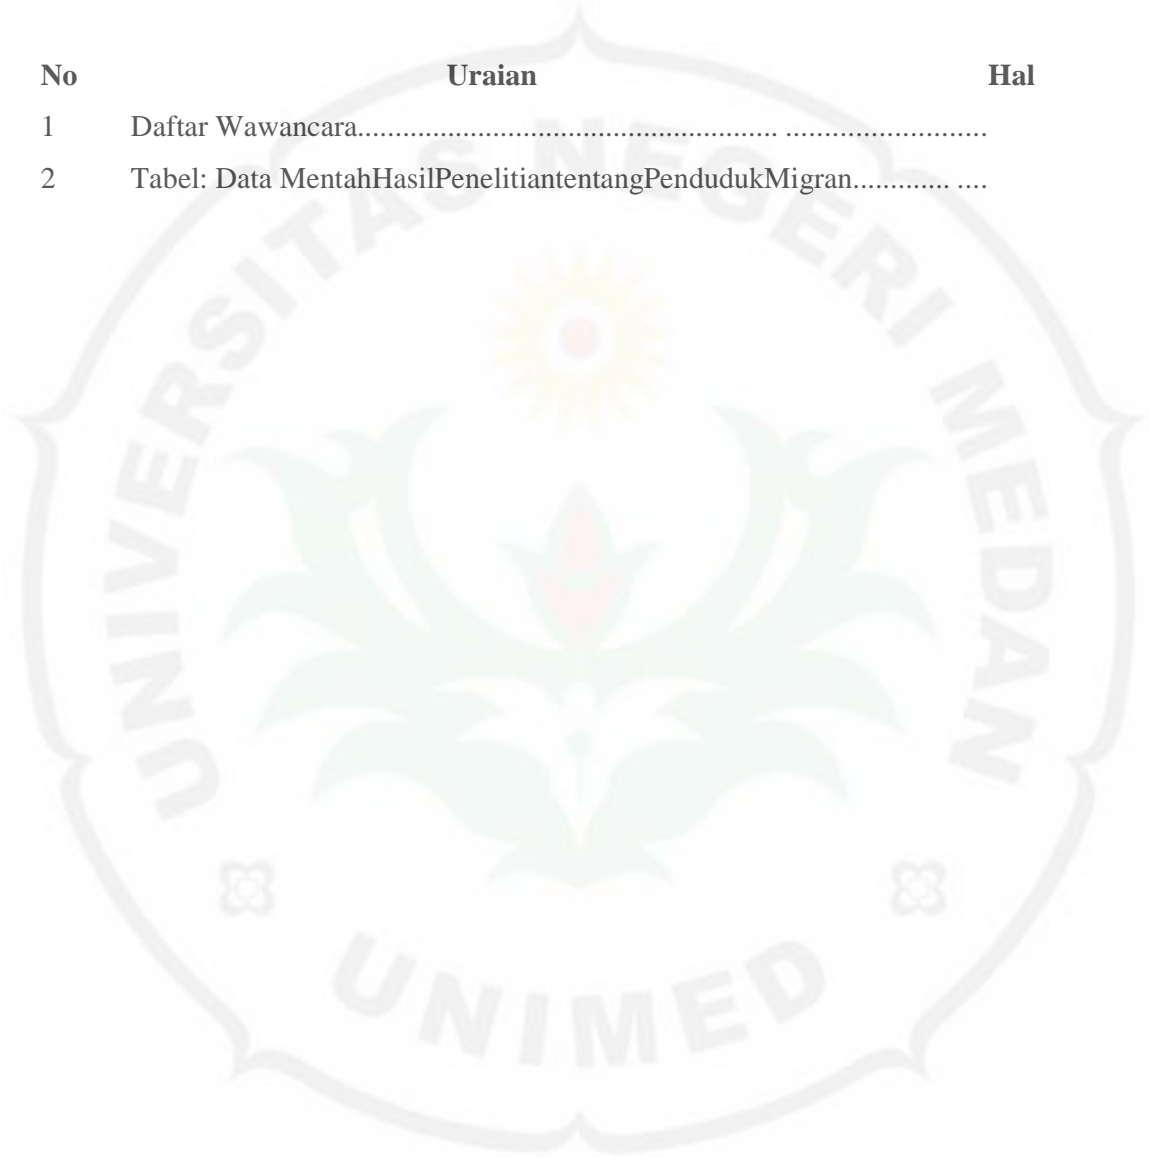 No Uraian Hal
1 Daftar Wawancara........................................................ ...........................
2 Tabel: Data MentahHasilPenelitiantentangPendudukMigran............. ....
UNIVERSITAS NEGERI MEDAN
UNIMED